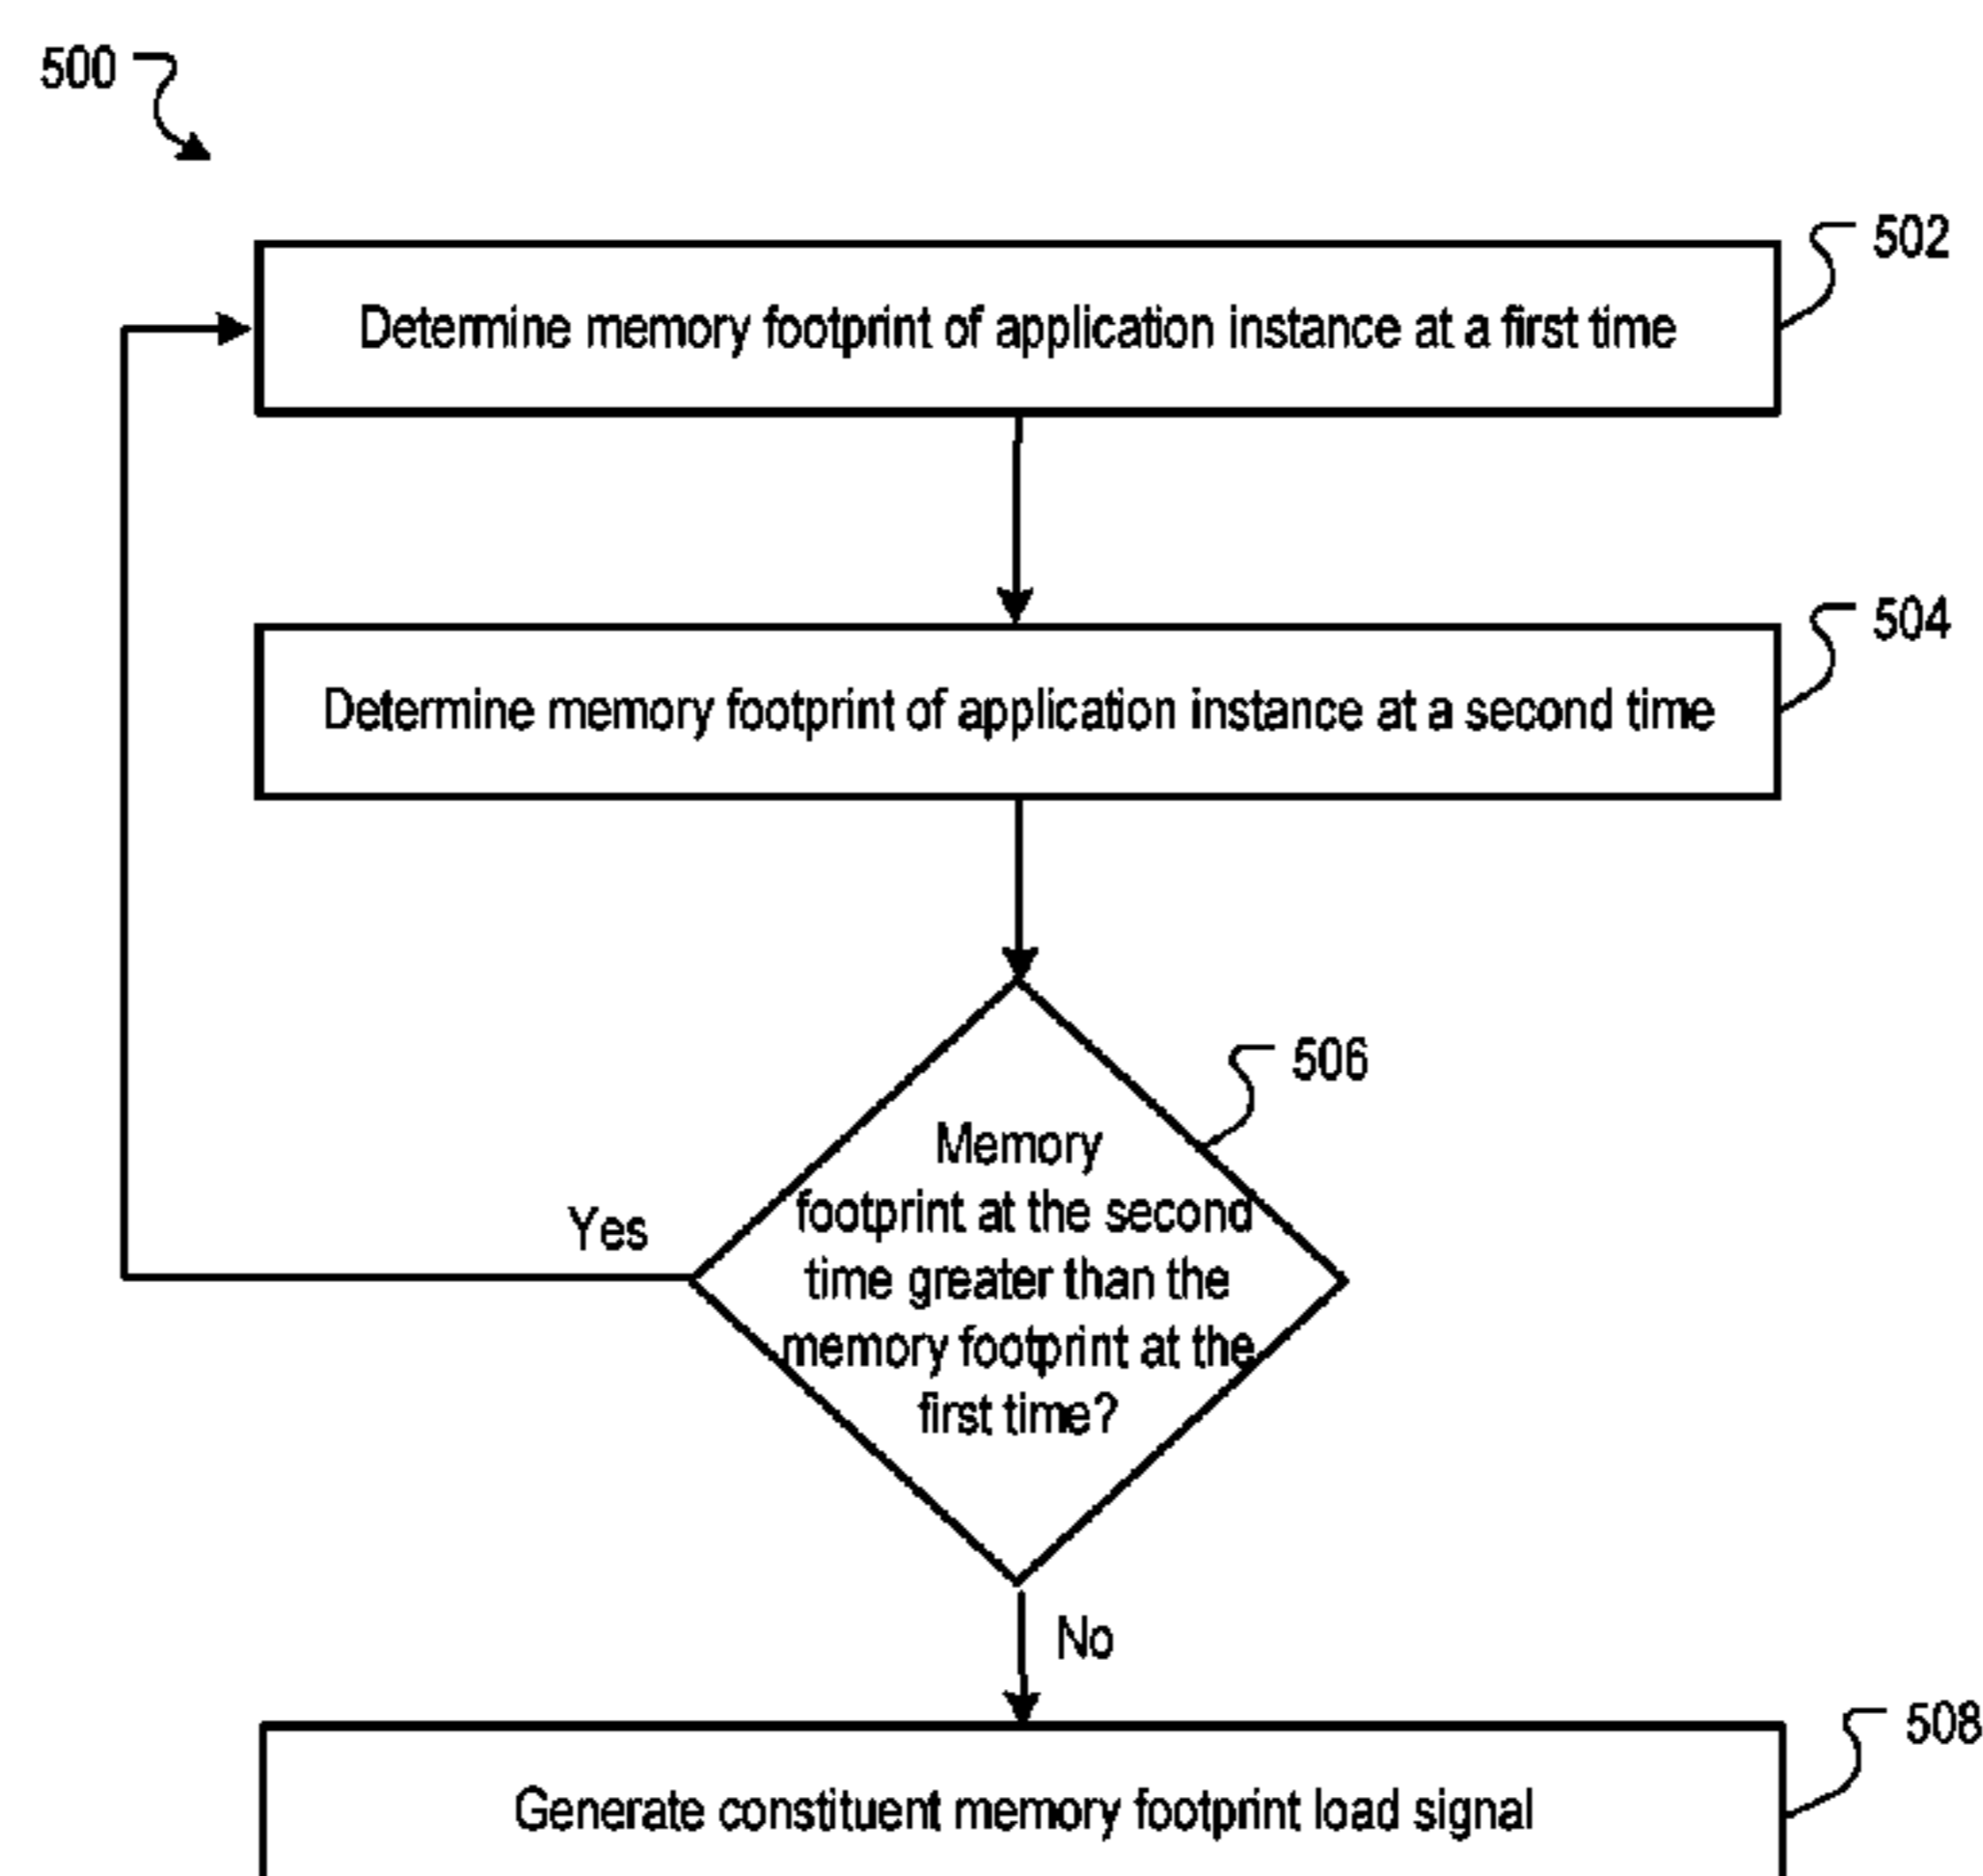 500
502
Determine memory footprint of application instance at a first time
504
Determine memory footprint of application instance at a second time
506
Memory
footprint at the second
time greater than the
memory footprint at the
first time?
Yes
No
508
Generate constituent memory footprint load signal